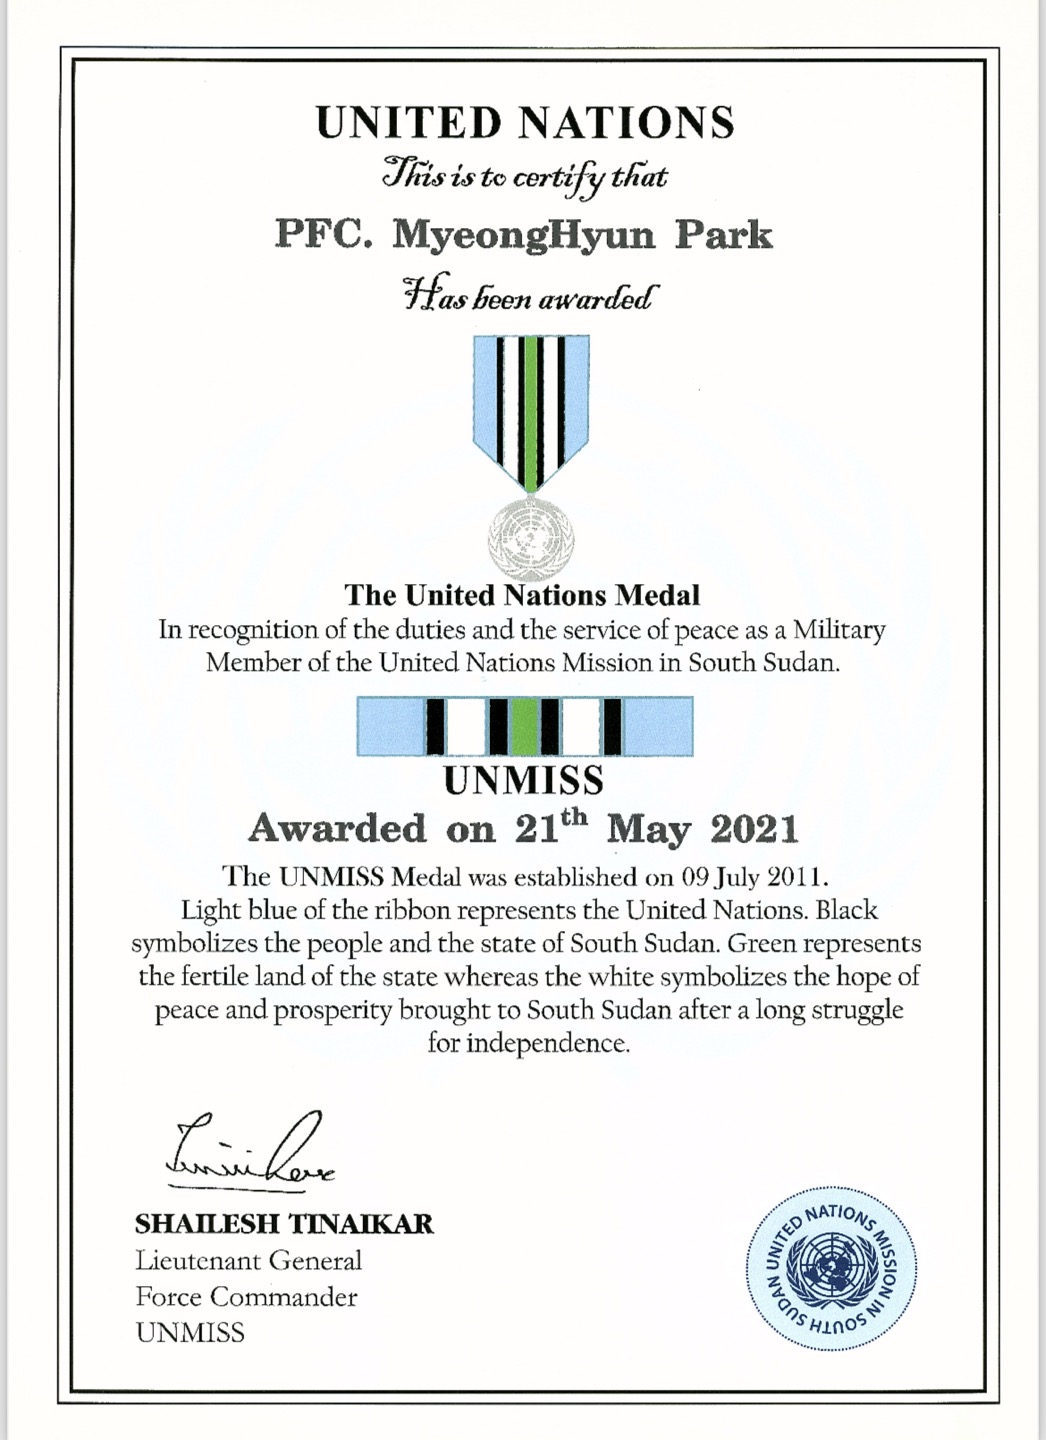 UNITED NATIONS
This is to certify that
PFC. MyeongHyun Park
Has been awarded
The United Nations Medal
In recognition of the duties and the service of peace as a Military
Member of the United Nations Mission in South Sudan.
UNMISS
Awarded on 21th May 2021
The UNMISS Medal was established on 09 July 2011.
Light blue of the ribbon represents the United Nations. Black
symbolizes the people and the state of South Sudan. Green represents
the fertile land of the state whereas the white symbolizes the hope of
peace and prosperity brought to South Sudan after a long struggle
for independence.
Tinaikar
SHAILESH TINAIKAR
Lieutenant General
Force Commander
UNMISS
UNITED NATIONS MISSION IN SOUTH SUDAN